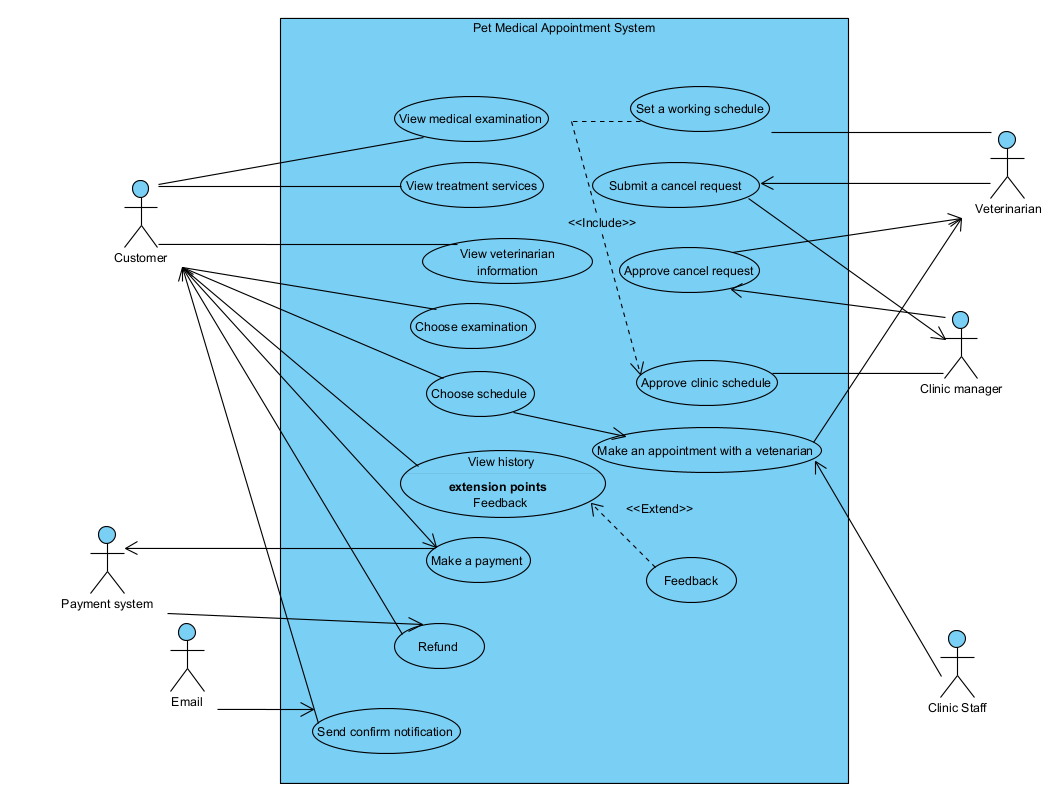 Pet Medical Appointment System
Set a working schedule
View medical examination
View treatment services
Submit a cancel request
Veterinarian
<<Include>>
Customer
View veterinarian
information
Approve cancel request
Choose examination
Approve clinic schedule
Clinic manager
Choose schedule
Make an appointment with a vetenarian
View history
extension points
Feedback
<<Extend>>
Make a payment
Feedback
Payment system
Refund
Email
Clinic Staff
Send confirm notification